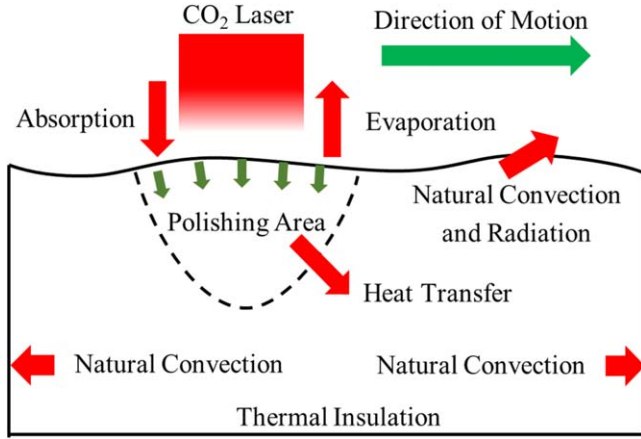 CO₂ Laser
Direction of Motion
Absorption
Evaporation
Natural Convection
and Radiation
Polishing Area
Heat Transfer
Natural Convection
Natural Convection
Thermal Insulation